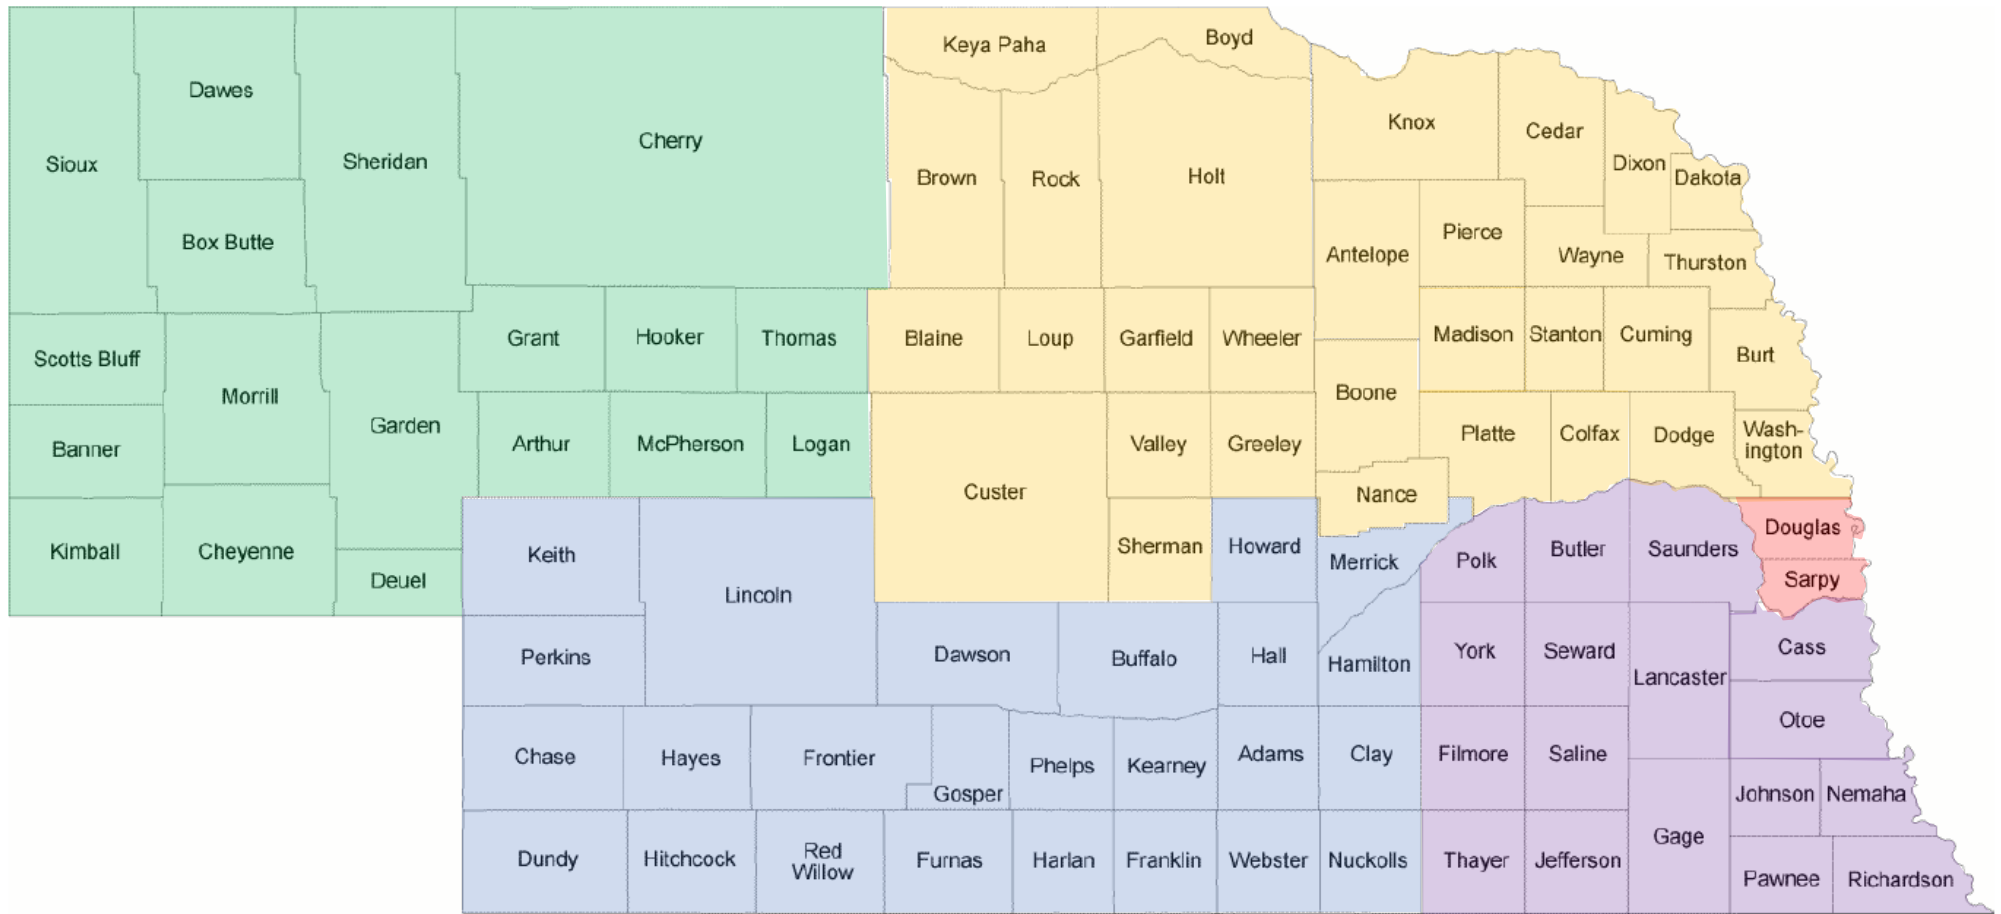 Keya Paha
Boyd
Dawes
Cherry
Knox
Cedar
Sioux
Sheridan
Brown
Rock
Holt
Dixon
Dakota
Box Butte
Antelope
Pierce
Wayne
Thurston
Grant
Hooker
Thomas
Blaine
Loup
Garfield
Wheeler
Madison
Stanton
Cuming
Burt
Scotts Bluff
Morrill
Garden
Boone
Banner
Arthur
McPherson
Logan
Custer
Valley
Greeley
Platte
Colfax
Dodge
Wash-
ington
Nance
Kimball
Cheyenne
Deuel
Keith
Lincoln
Sherman
Howard
Merrick
Polk
Butler
Saunders
Douglas
Sarpy
Perkins
Dawson
Buffalo
Hall
Hamilton
York
Seward
Lancaster
Cass
Otoe
Chase
Hayes
Frontier
Gosper
Phelps
Kearney
Adams
Clay
Filmore
Saline
Johnson
Nemaha
Dundy
Hitchcock
Red
Willow
Furnas
Harlan
Franklin
Webster
Nuckolls
Thayer
Jefferson
Gage
Pawnee
Richardson